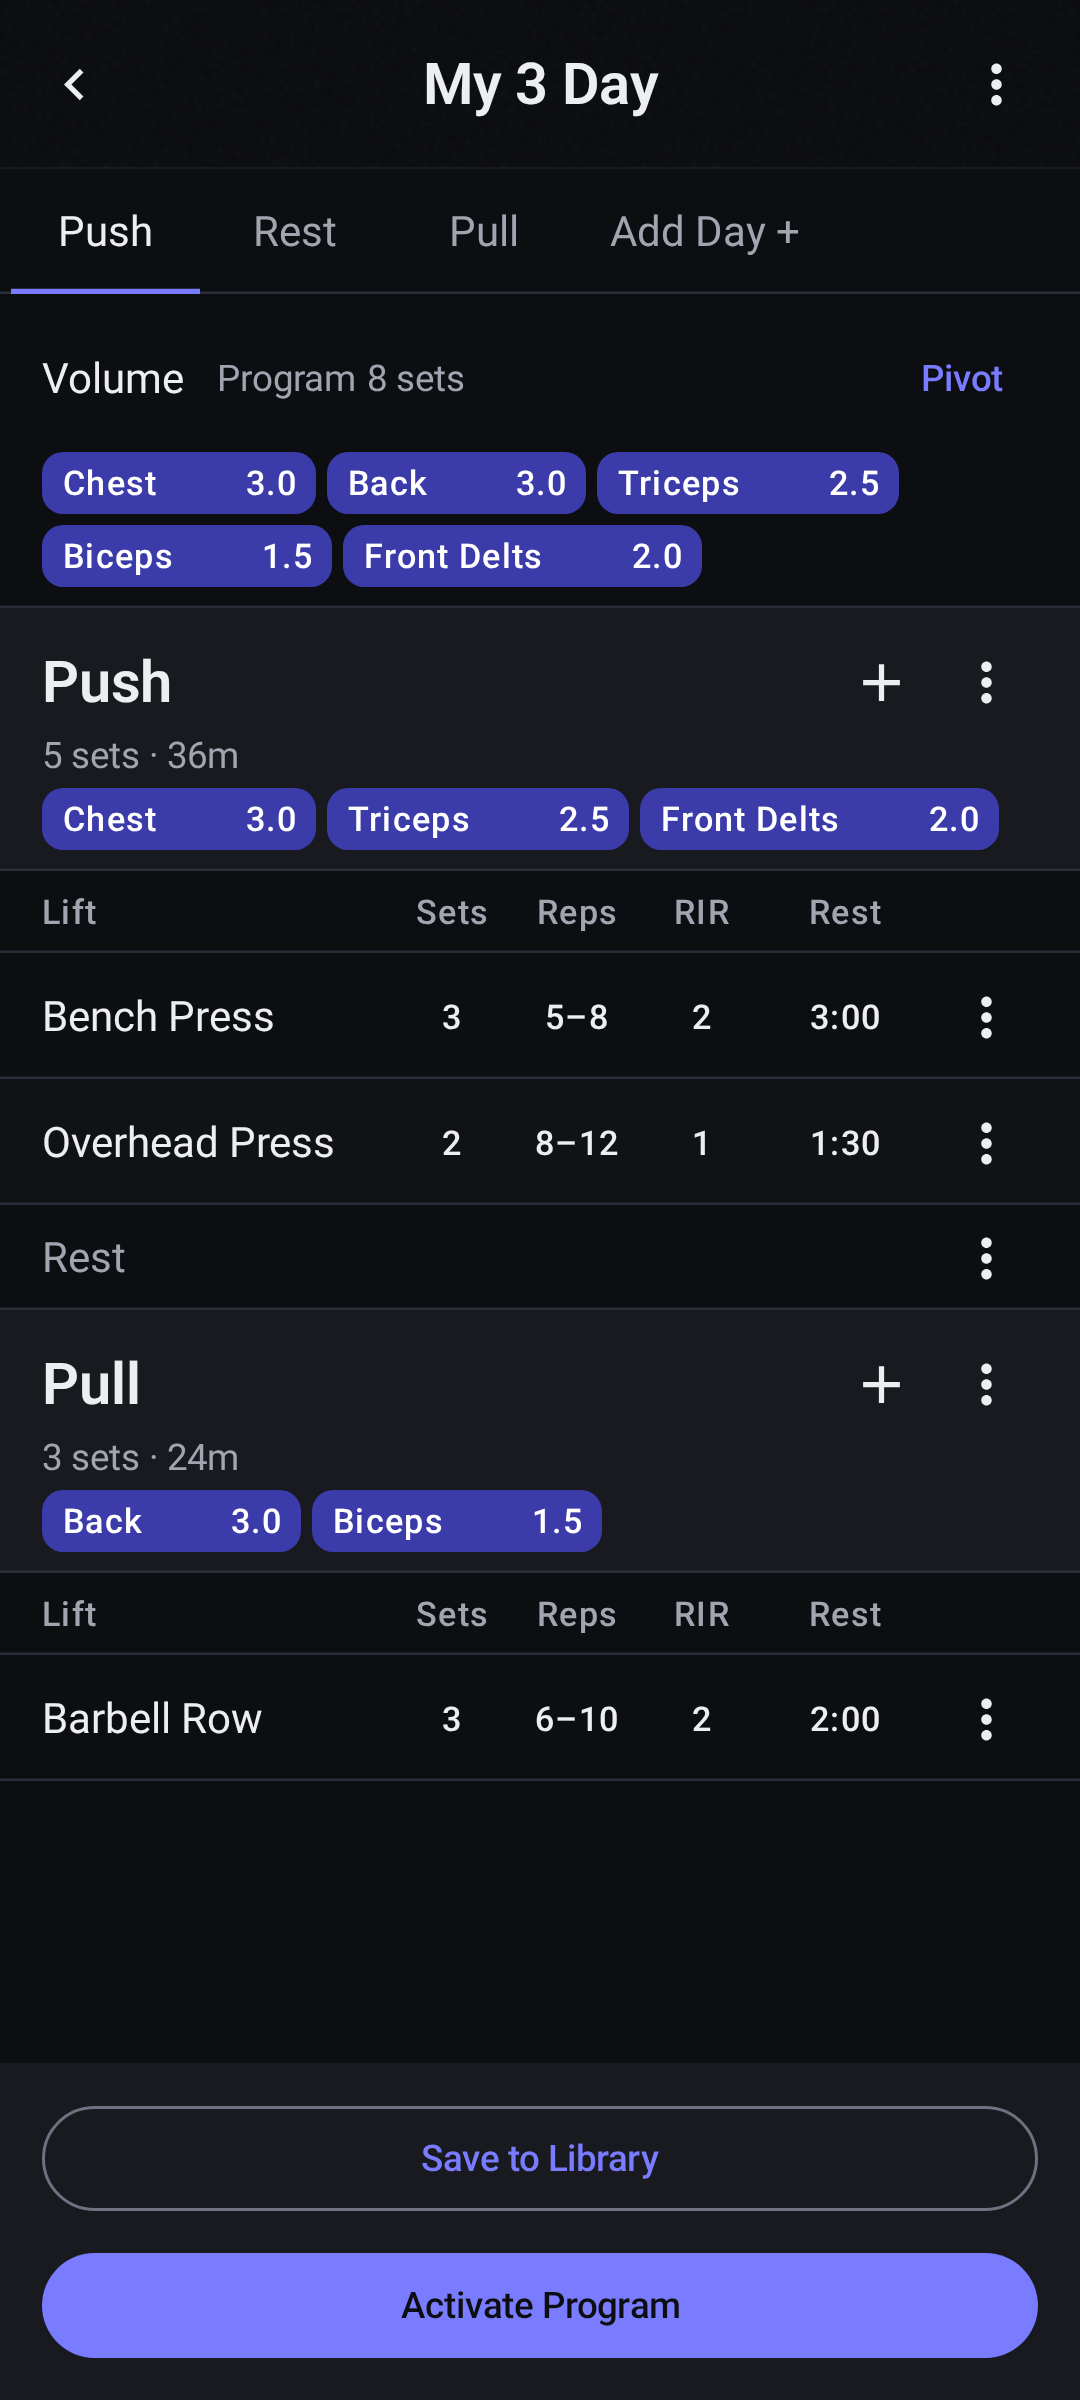 My 3 Day
Push Rest Pull Add Day +
Volume Program 8 sets Pivot
Chest 3.0 Back 3.0 Triceps 2.5
Biceps 1.5 Front Delts 2.0
Push +
5 sets · 36m
Chest 3.0 Triceps 2.5 Front Delts 2.0
Lift Sets Reps RIR Rest
Bench Press 3 5–8 2 3:00
Overhead Press 2 8–12 1 1:30
Rest
Pull +
3 sets · 24m
Back 3.0 Biceps 1.5
Lift Sets Reps RIR Rest
Barbell Row 3 6–10 2 2:00
Save to Library
Activate Program